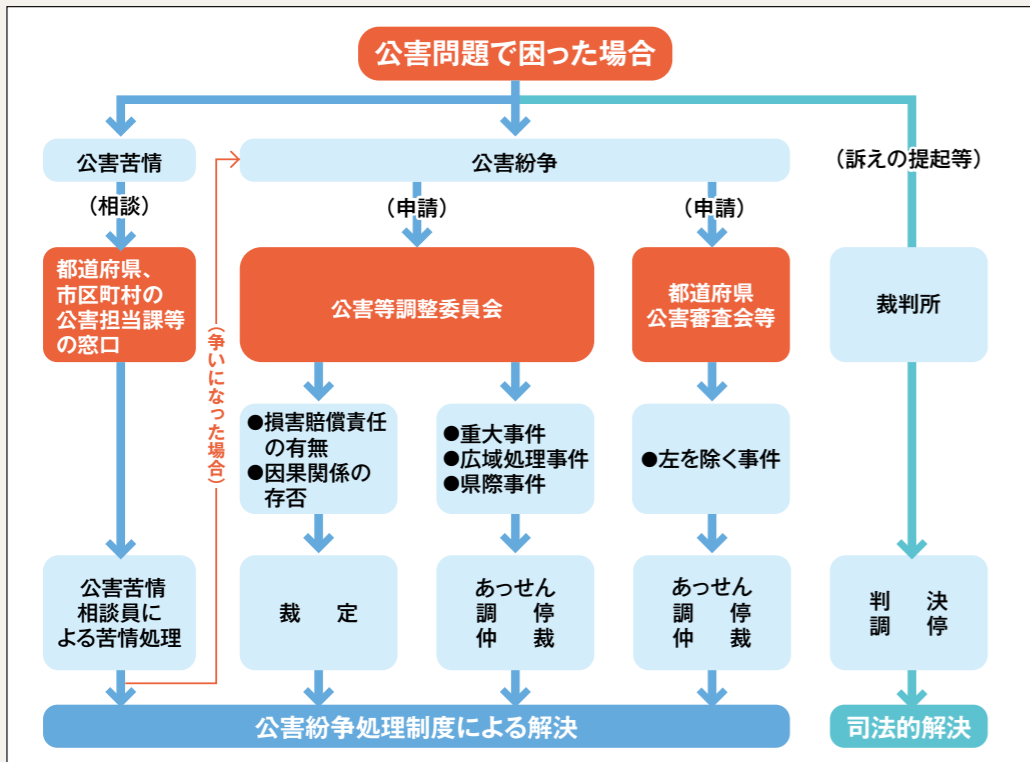 公害問題で困った場合
公害苦情
公害紛争
(訴えの提起等)
(相談)
(申請)
(申請)
都道府県、
市区町村の
公害担当課等
の窓口
(争いになった場合)
公害等調整委員会
都道府県
公害審査会等
裁判所
●損害賠償責任
の有無
●因果関係の
存否
●重大事件
●広域処理事件
●県際事件
●左を除く事件
公害苦情
相談員に
よる苦情処理
裁 定
あっせん
調 停
仲 裁
あっせん
調 停
仲 裁
判 決
調 停
公害紛争処理制度による解決
司法的解決